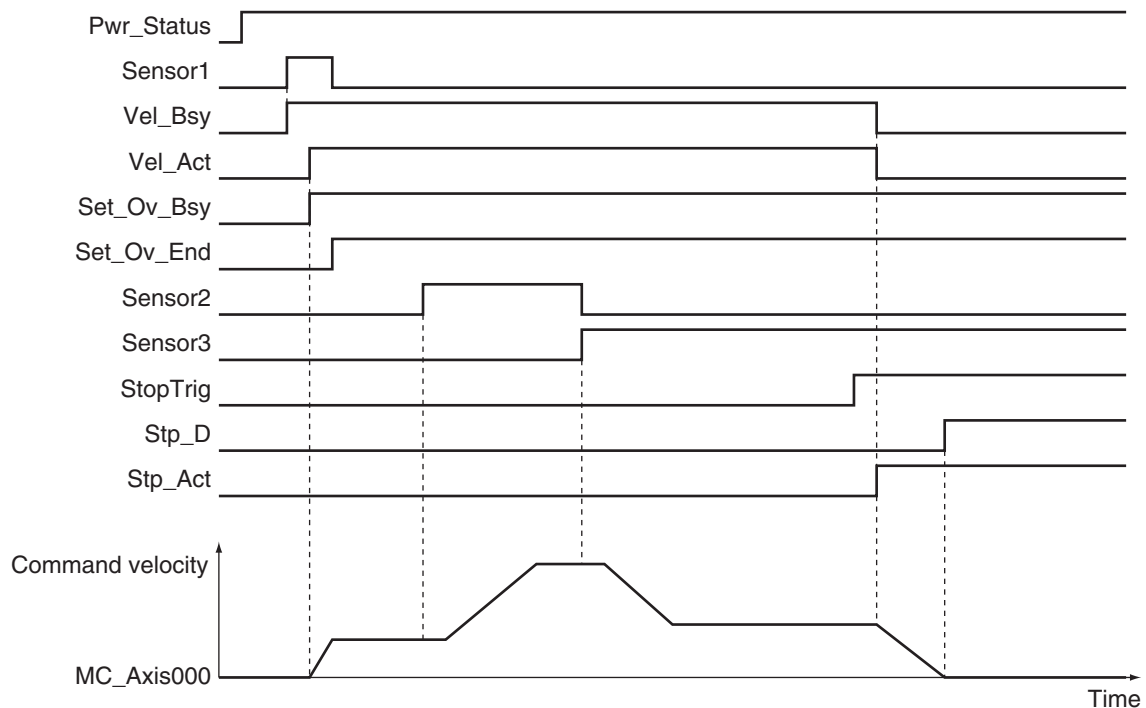 Pwr_Status
Sensor1
Vel_Bsy
Vel_Act
Set_Ov_Bsy
Set_Ov_End
Sensor2
Sensor3
StopTrig
Stp_D
Stp_Act
Command velocity
MC_Axis000
Time